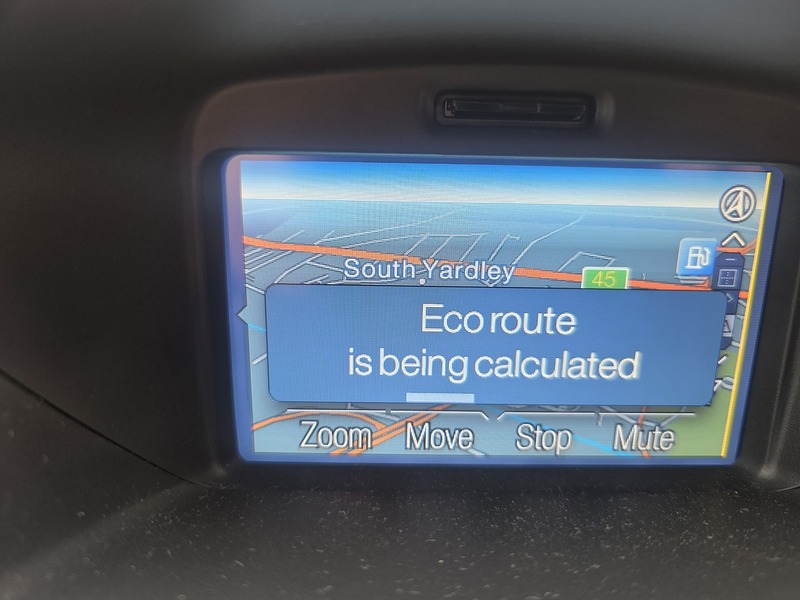 South Yardley
45
Eco route
is being calculated
Zoom Move Stop Mute